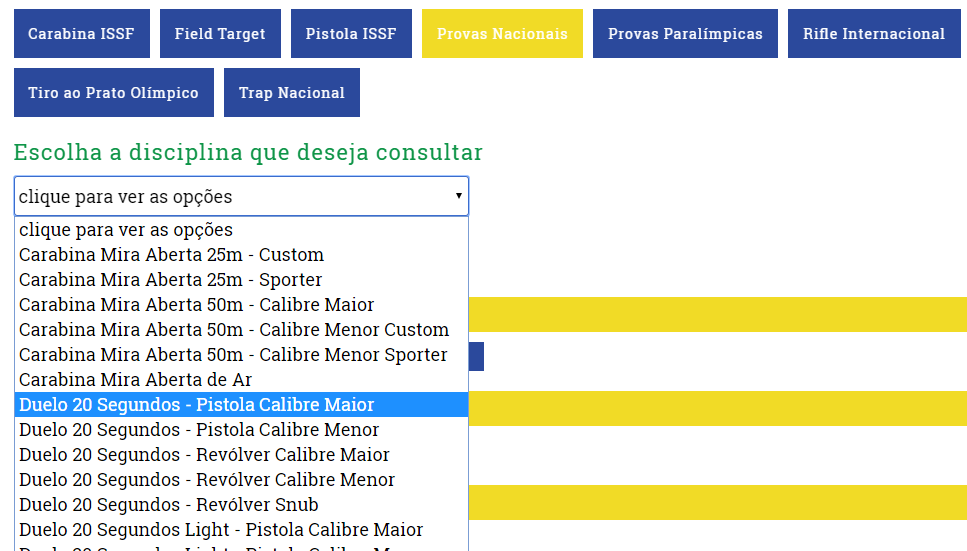 Carabina ISSF Field Target Pistola ISSF Provas Nacionais Provas Paralímpicas Rifle Internacional
Tiro ao Prato Olímpico Trap Nacional
Escolha a disciplina que deseja consultar
clique para ver as opções
clique para ver as opções
Carabina Mira Aberta 25m - Custom
Carabina Mira Aberta 25m - Sporter
Carabina Mira Aberta 50m - Calibre Maior
Carabina Mira Aberta 50m - Calibre Menor Custom
Carabina Mira Aberta 50m - Calibre Menor Sporter
Carabina Mira Aberta de Ar
Duelo 20 Segundos - Pistola Calibre Maior
Duelo 20 Segundos - Pistola Calibre Menor
Duelo 20 Segundos - Revólver Calibre Maior
Duelo 20 Segundos - Revólver Calibre Menor
Duelo 20 Segundos - Revólver Snub
Duelo 20 Segundos Light - Pistola Calibre Maior